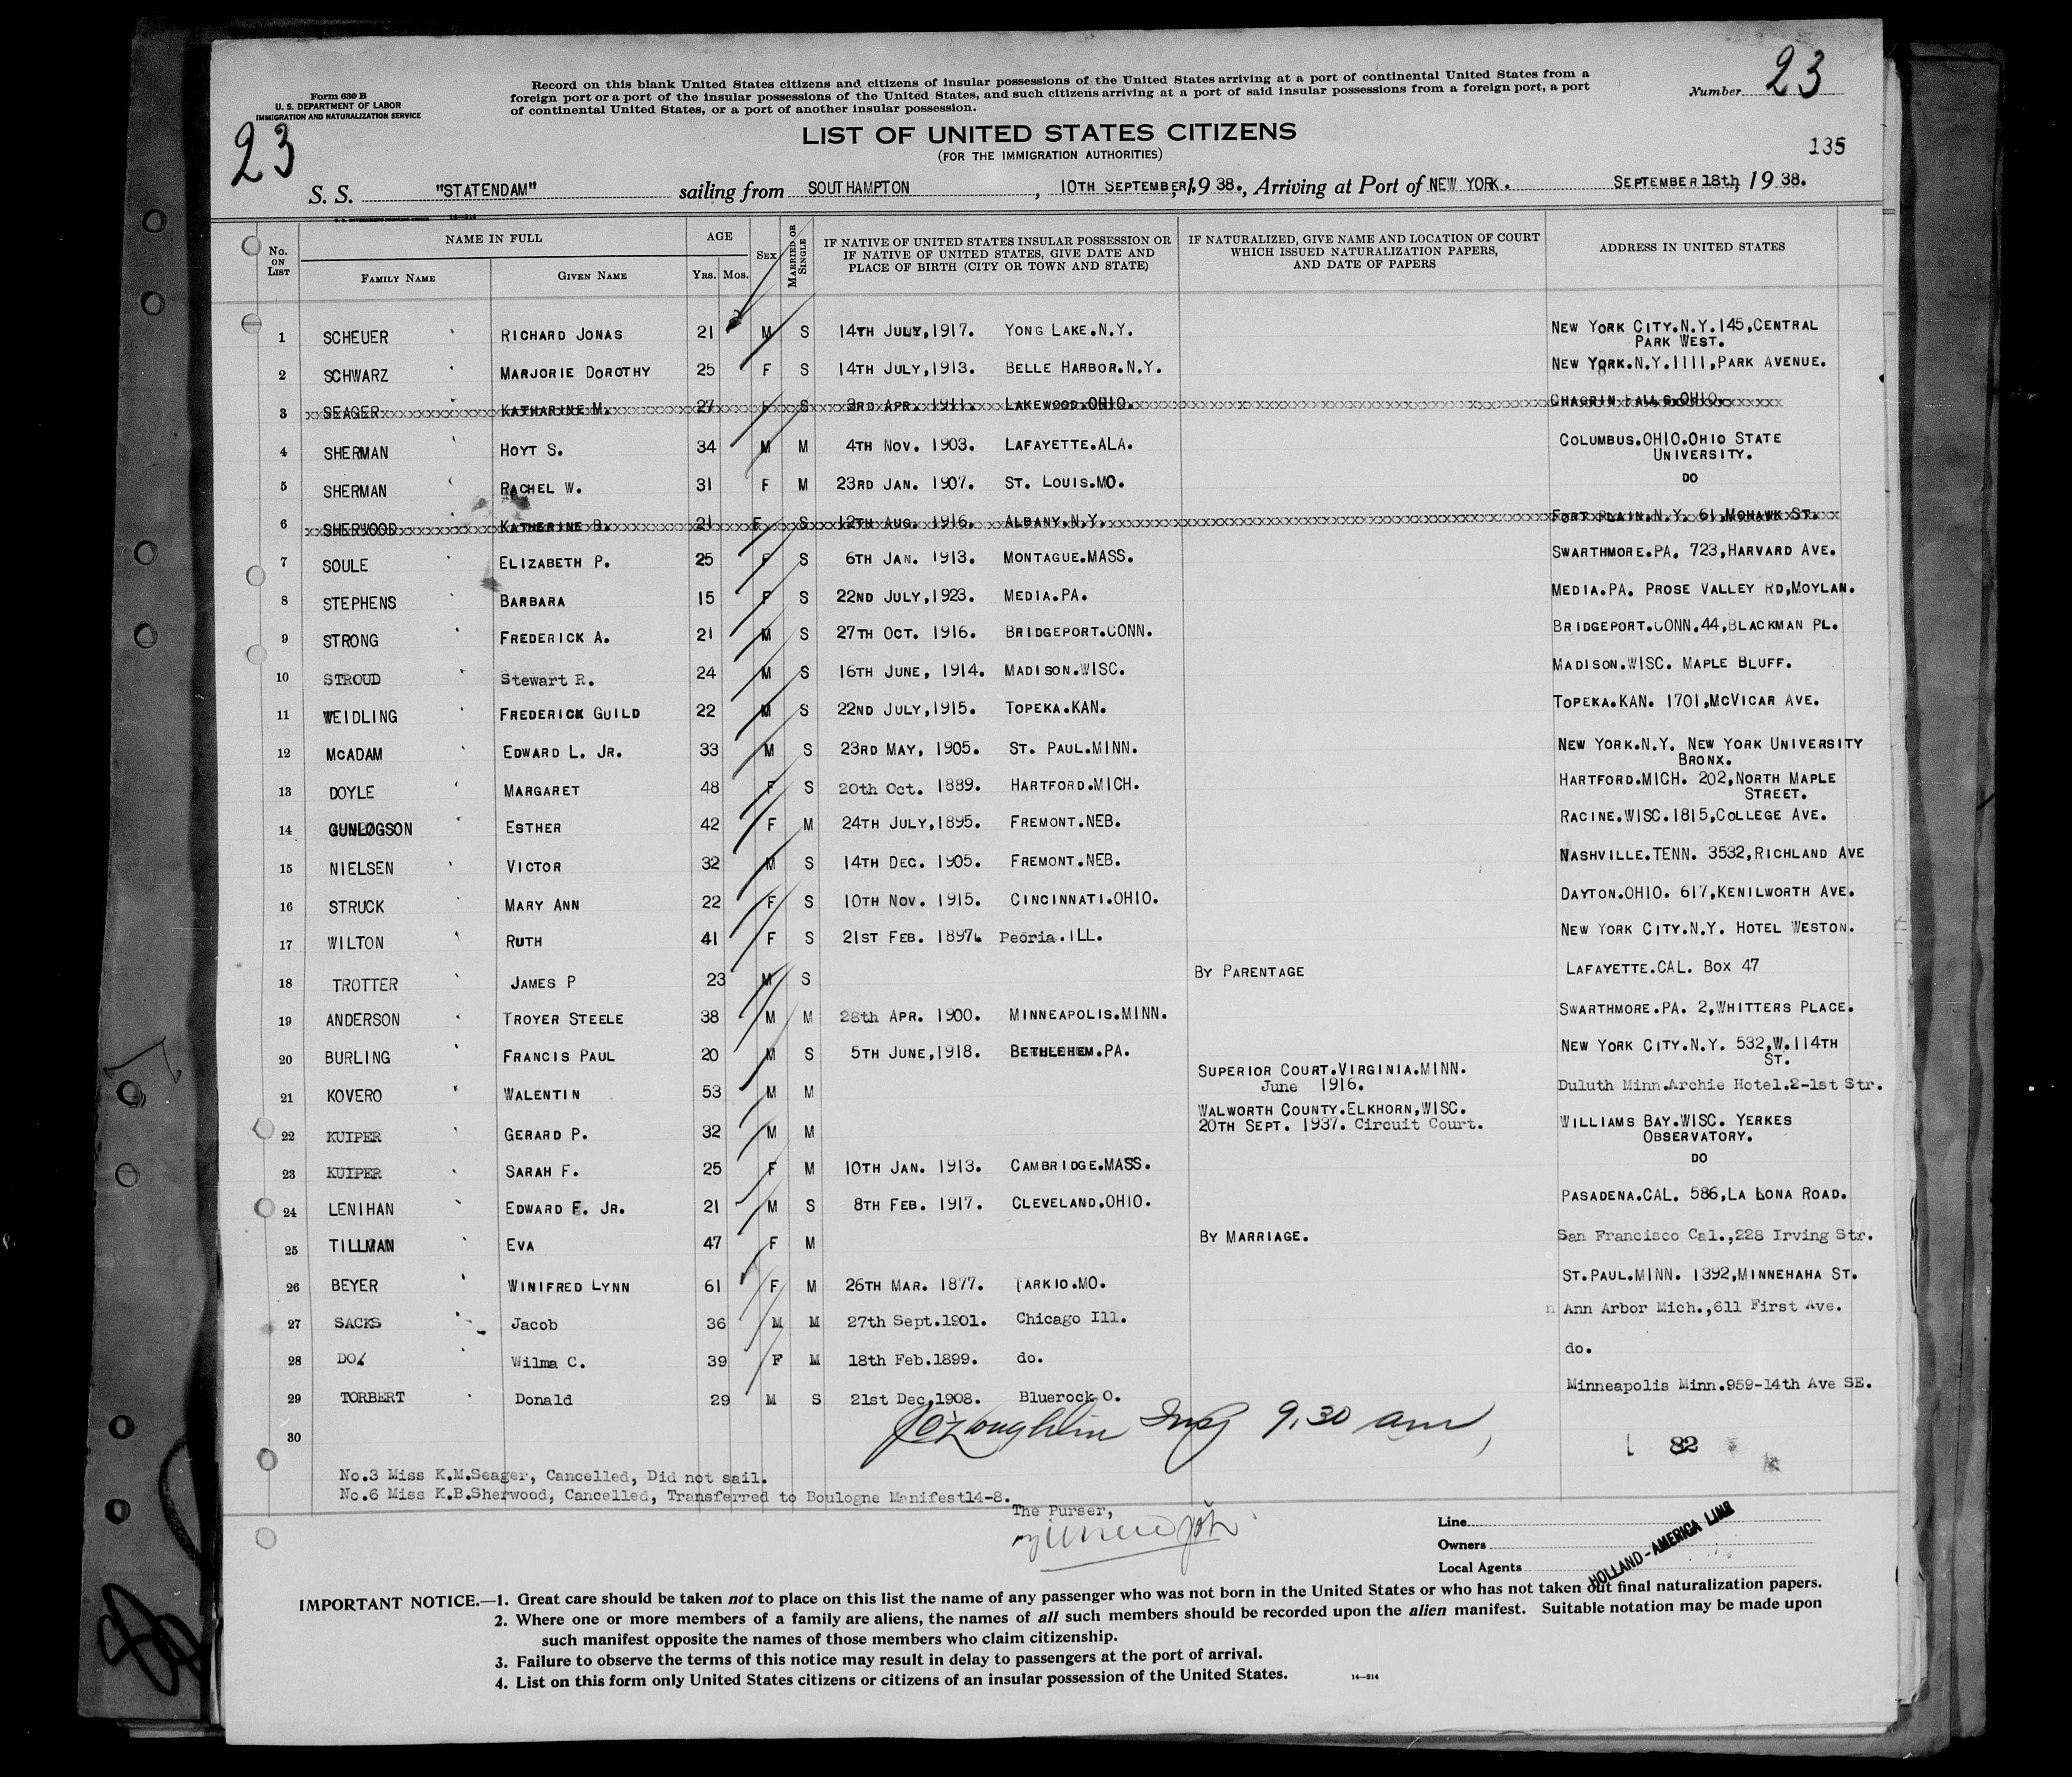 Form 630 B
U. S. DEPARTMENT OF LABOR
IMMIGRATION AND NATURALIZATION SERVICE
Record on this blank United States citizens and citizens of insular possessions of the United States arriving at a port of continental United States from a
foreign port or a port of the insular possessions of the United States, and such citizens arriving at a port of said insular possessions from a foreign port, a port
of continental United States, or a port of another insular possession.
Number 23
23
LIST OF UNITED STATES CITIZENS
(FOR THE IMMIGRATION AUTHORITIES)
135
S. S. "STATENDAM" sailing from SOUTHAMPTON, 10TH SEPTEMBER, 1938., Arriving at Port of NEW YORK. SEPTEMBER 18th, 1938.
No. ON LIST
NAME IN FULL
FAMILY NAME GIVEN NAME
AGE
YRS. MOS.
SEX
MARRIED OR SINGLE
IF NATIVE OF UNITED STATES INSULAR POSSESSION OR
IF NATIVE OF UNITED STATES, GIVE DATE AND
PLACE OF BIRTH (CITY OR TOWN AND STATE)
IF NATURALIZED, GIVE NAME AND LOCATION OF COURT
WHICH ISSUED NATURALIZATION PAPERS,
AND DATE OF PAPERS
ADDRESS IN UNITED STATES
1 SCHEUER RICHARD JONAS 21 M S 14TH JULY,1917. YONG LAKE.N.Y. NEW YORK CITY.N.Y.145,CENTRAL
PARK WEST.
2 SCHWARZ MARJORIE DOROTHY 25 F S 14TH JULY,1913. BELLE HARBOR.N.Y. NEW YORK.N.Y.1111,PARK AVENUE.
3 SEAGER KATHARINE M. 27 F S 3RD APR. 1911. LAKEWOOD.OHIO. CHAGRIN FALLS.OHIO.
4 SHERMAN HOYT S. 34 M M 4TH NOV. 1903. LAFAYETTE.ALA. COLUMBUS.OHIO.OHIO STATE
UNIVERSITY.
5 SHERMAN RACHEL W. 31 F M 23RD JAN. 1907. ST. LOUIS.MO. DO
6 SHERWOOD KATHERINE B. 21 F S 12TH AUG. 1916. ALBANY.N.Y. FORT PLAIN.N.Y. 61,MOHAWK ST.
7 SOULE ELIZABETH P. 25 F S 6TH JAN. 1913. MONTAGUE.MASS. SWARTHMORE.PA. 723,HARVARD AVE.
8 STEPHENS BARBARA 15 F S 22ND JULY,1923. MEDIA.PA. MEDIA.PA. PROSE VALLEY RD,MOYLAN.
9 STRONG FREDERICK A. 21 M S 27TH OCT. 1916. BRIDGEPORT.CONN. BRIDGEPORT.CONN.44,BLACKMAN PL.
10 STROUD Stewart R. 24 M S 16TH JUNE, 1914. MADISON.WISC. MADISON.WISC. MAPLE BLUFF.
11 WEIDLING FREDERICK GUILD 22 M S 22ND JULY,1915. TOPEKA.KAN. TOPEKA.KAN. 1701,MCVICAR AVE.
12 MCADAM EDWARD L. JR. 33 M S 23RD MAY, 1905. ST. PAUL.MINN. NEW YORK.N.Y. NEW YORK UNIVERSITY
BRONX.
13 DOYLE MARGARET 48 F S 20th Oct. 1889. HARTFORD.MICH. HARTFORD.MICH. 202,NORTH MAPLE
STREET.
14 GUNLOGSON ESTHER 42 F M 24TH JULY,1895. FREMONT.NEB. RACINE.WISC.1815,COLLEGE AVE.
15 NIELSEN VICTOR 32 M S 14TH DEC. 1905. FREMONT.NEB. NASHVILLE.TENN. 3532,RICHLAND AVE
16 STRUCK MARY ANN 22 F S 10TH NOV. 1915. CINCINNATI.OHIO. DAYTON.OHIO. 617,KENILWORTH AVE.
17 WILTON RUTH 41 F S 21ST FEB. 1897. Peoria.ILL. NEW YORK CITY.N.Y. HOTEL WESTON.
18 TROTTER JAMES P 23 M S BY PARENTAGE LAFAYETTE.CAL. BOX 47
19 ANDERSON TROYER STEELE 38 M M 28th APR. 1900. MINNEAPOLIS.MINN. SWARTHMORE.PA. 2,WHITTERS PLACE.
20 BURLING FRANCIS PAUL 20 M S 5TH JUNE,1918. BETHLEHEM.PA. NEW YORK CITY.N.Y. 532,W.114TH
ST.
21 KOVERO WALENTIN 53 M M SUPERIOR COURT.VIRGINIA.MINN.
June 1916. Duluth Minn.Archie Hotel.2-1st Str.
22 KUIPER GERARD P. 32 M M WALWORTH COUNTY.ELKHORN,WISC.
20TH SEPT. 1937. Circuit Court. WILLIAMS BAY.WISC. YERKES
OBSERVATORY.
23 KUIPER SARAH F. 25 F M 10TH JAN. 1913. CAMBRIDGE.MASS. DO
24 LENIHAN EDWARD F. JR. 21 M S 8TH FEB. 1917. CLEVELAND.OHIO. PASADENA.CAL. 586,LA LONA ROAD.
25 TILLMAN EVA 47 F M BY MARRIAGE. San Francisco Cal.,228 Irving Str.
26 BEYER WINIFRED LYNN 61 F M 26TH MAR. 1877. TARKIO.MO. ST.PAUL.MINN. 1392,MINNEHAHA ST.
27 SACKS Jacob 36 M M 27th Sept.1901. Chicago Ill. Ann Arbor Mich.,611 First Ave.
28 DO. Wilma C. 39 F M 18th Feb.1899. do. do.
29 TORBERT Donald 29 M S 21st Dec.1908. Bluerock O. Minneapolis Minn.959-14th Ave SE.
30
J O'Loughlin Insp 9.30 am
82
No.3 Miss K.M.Seager, Cancelled, Did not sail.
No.6 Miss K.B.Sherwood, Cancelled, Transferred to Boulogne Manifest14-8.
The Purser,
Line
Owners
Local Agents
HOLLAND-AMERICA LINE
IMPORTANT NOTICE.—1. Great care should be taken not to place on this list the name of any passenger who was not born in the United States or who has not taken out final naturalization papers.
2. Where one or more members of a family are aliens, the names of all such members should be recorded upon the alien manifest. Suitable notation may be made upon
such manifest opposite the names of those members who claim citizenship.
3. Failure to observe the terms of this notice may result in delay to passengers at the port of arrival.
4. List on this form only United States citizens or citizens of an insular possession of the United States.
14—214